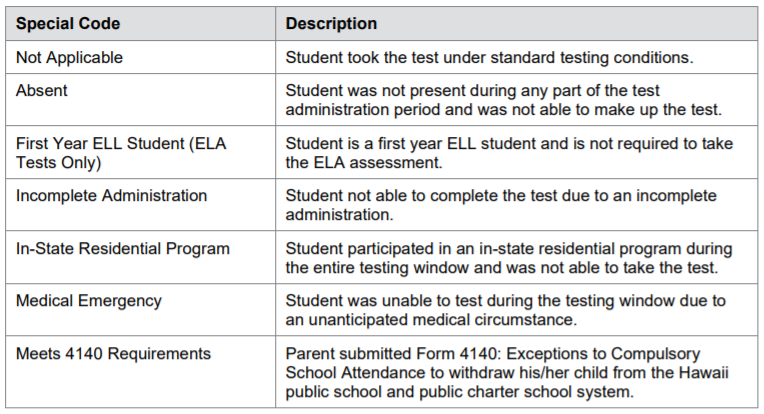 Special Code Description
Not Applicable Student took the test under standard testing conditions.
Absent Student was not present during any part of the test
administration period and was not able to make up the test.
First Year ELL Student (ELA Student is a first year ELL student and is not required to take
Tests Only) the ELA assessment.
Incomplete Administration Student not able to complete the test due to an incomplete
administration.
In-State Residential Program Student participated in an in-state residential program during
the entire testing window and was not able to take the test.
Medical Emergency Student was unable to test during the testing window due to
an unanticipated medical circumstance.
Meets 4140 Requirements Parent submitted Form 4140: Exceptions to Compulsory
School Attendance to withdraw his/her child from the Hawaii
public school and public charter school system.